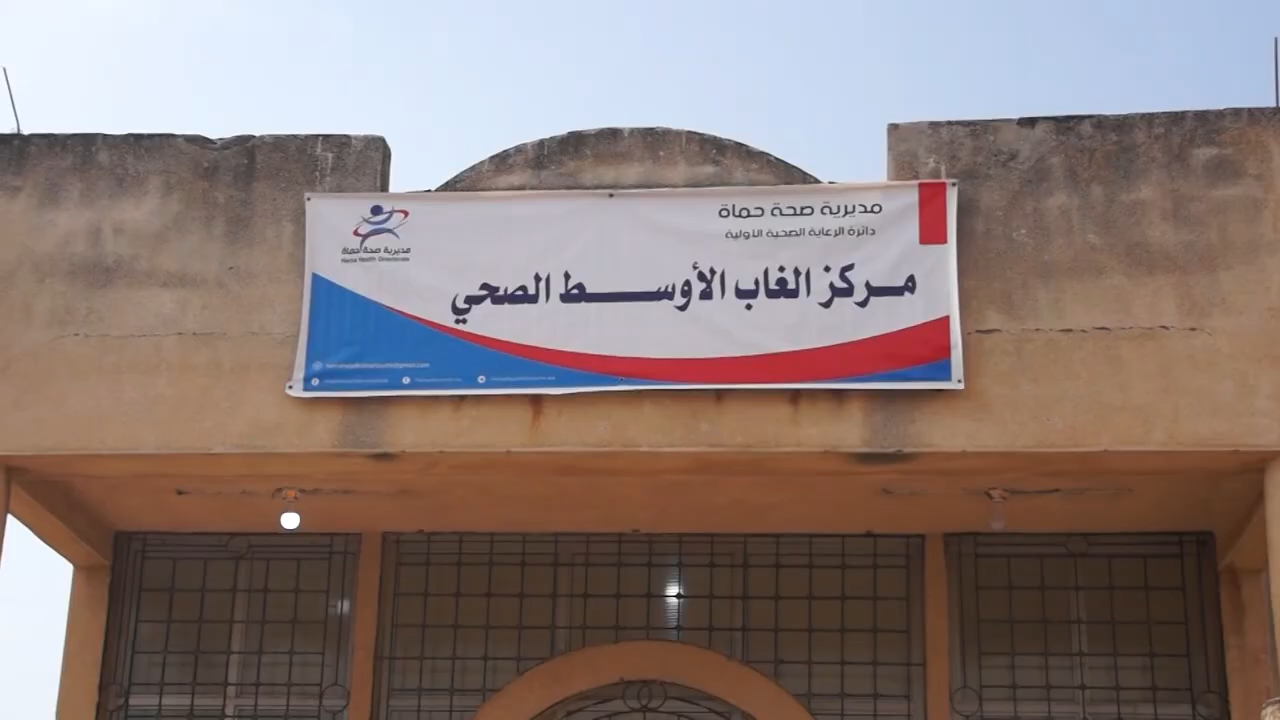 مديرية صحة حماة
دائرة الرعاية الصحية الأولية
مركز الغاب الأوسط الصحي
مديرية صحة حماة
Hama Health Directorate